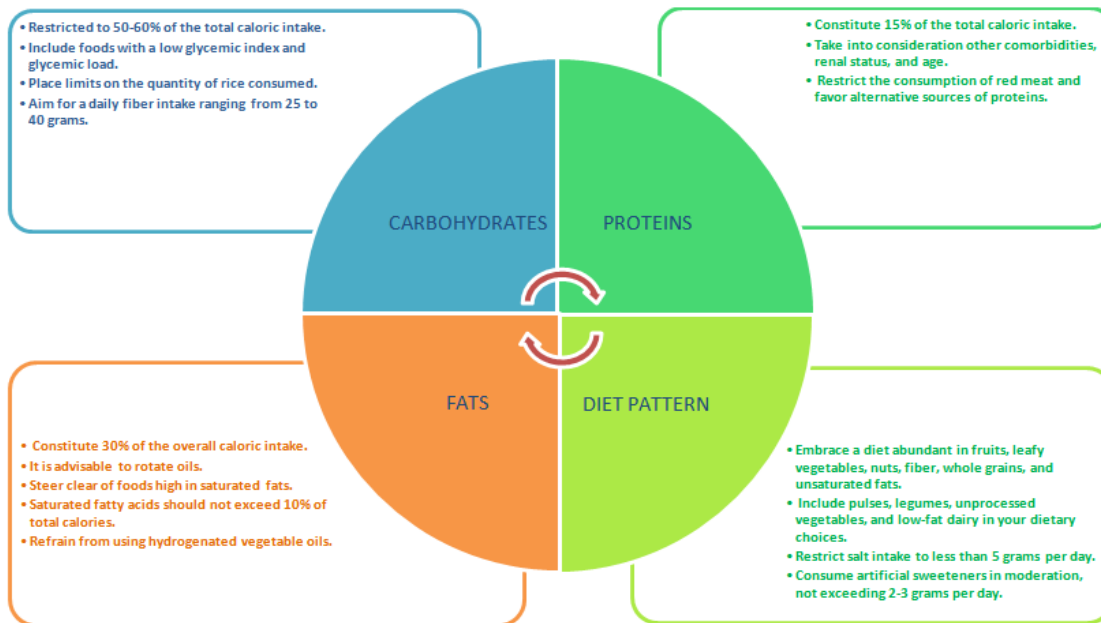 • Restricted to 50-60% of the total caloric intake.
• Include foods with a low glycemic index and
glycemic load.
• Place limits on the quantity of rice consumed.
• Aim for a daily fiber intake ranging from 25 to
40 grams.
• Constitute 15% of the total caloric intake.
• Take into consideration other comorbidities,
renal status, and age.
• Restrict the consumption of red meat and
favor alternative sources of proteins.
CARBOHYDRATES
PROTEINS
FATS
DIET PATTERN
• Constitute 30% of the overall caloric intake.
• It is advisable to rotate oils.
• Steer clear of foods high in saturated fats.
• Saturated fatty acids should not exceed 10% of
total calories.
• Refrain from using hydrogenated vegetable oils.
• Embrace a diet abundant in fruits, leafy
vegetables, nuts, fiber, whole grains, and
unsaturated fats.
• Include pulses, legumes, unprocessed
vegetables, and low-fat dairy in your dietary
choices.
• Restrict salt intake to less than 5 grams per day.
• Consume artificial sweeteners in moderation,
not exceeding 2-3 grams per day.